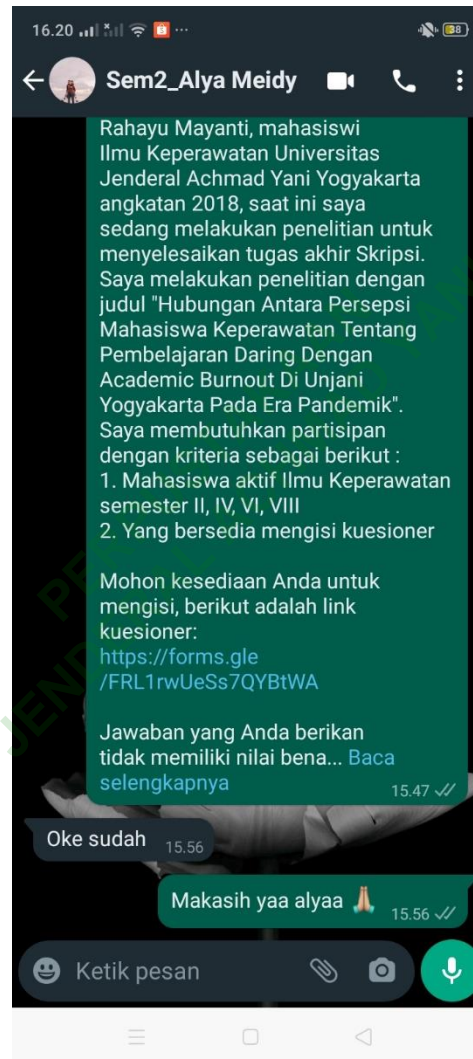 16.20
38
Sem2_Alya Meidy
Rahayu Mayanti, mahasiswi
Ilmu Keperawatan Universitas
Jenderal Achmad Yani Yogyakarta
angkatan 2018, saat ini saya
sedang melakukan penelitian untuk
menyelesaikan tugas akhir Skripsi.
Saya melakukan penelitian dengan
judul "Hubungan Antara Persepsi
Mahasiswa Keperawatan Tentang
Pembelajaran Daring Dengan
Academic Burnout Di Unjani
Yogyakarta Pada Era Pandemik".
Saya membutuhkan partisipan
dengan kriteria sebagai berikut :
1. Mahasiswa aktif Ilmu Keperawatan
semester II, IV, VI, VIII
2. Yang bersedia mengisi kuesioner
Mohon kesediaan Anda untuk
mengisi, berikut adalah link
kuesioner:
https://forms.gle
/FRL1rwUeSs7QYBtWA
Jawaban yang Anda berikan
tidak memiliki nilai bena... Baca
selengkapnya
15.47
Oke sudah 15.56
Makasih yaa alyaa 🙏🏼 15.56
Ketik pesan